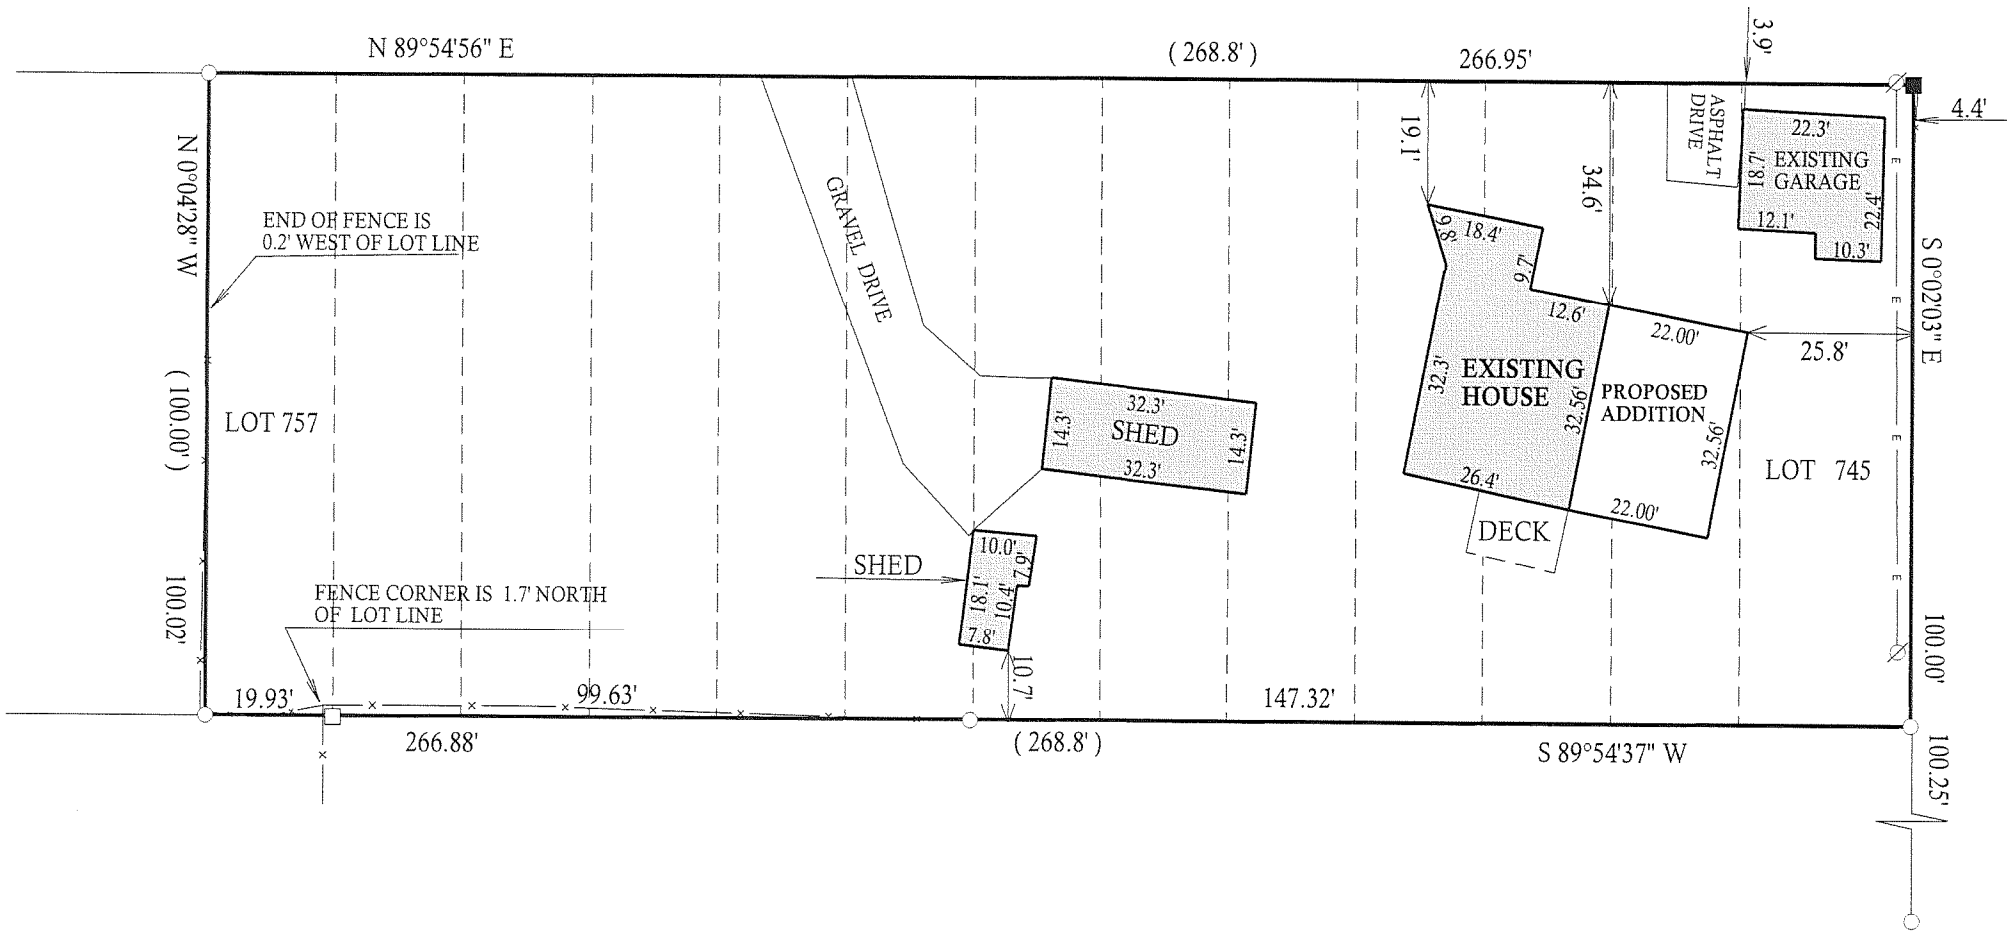 N 89°54'56" E
( 268.8' )
266.95'
3.9'
4.4'
N 0°04'28" W
( 100.00' )
100.02'
END OF FENCE IS
0.2' WEST OF LOT LINE
LOT 757
FENCE CORNER IS 1.7' NORTH
OF LOT LINE
19.93'
99.63'
266.88'
GRAVEL DRIVE
32.3'
14.3'
SHED
14.3'
32.3'
SHED
10.0'
7.9'
18.1'
10.4'
7.8'
10.7'
( 268.8' )
147.32'
S 89°54'37" W
19.1'
34.6'
9.8'
18.4'
9.7'
12.6'
32.3'
EXISTING
HOUSE
32.56'
26.4'
DECK
22.00'
PROPOSED
ADDITION
32.56'
22.00'
25.8'
ASPHALT
DRIVE
22.3'
18.7'
EXISTING
GARAGE
22.4'
12.1'
10.3'
E
E
E
E
LOT 745
S 0°02'03" E
100.00'
100.25'